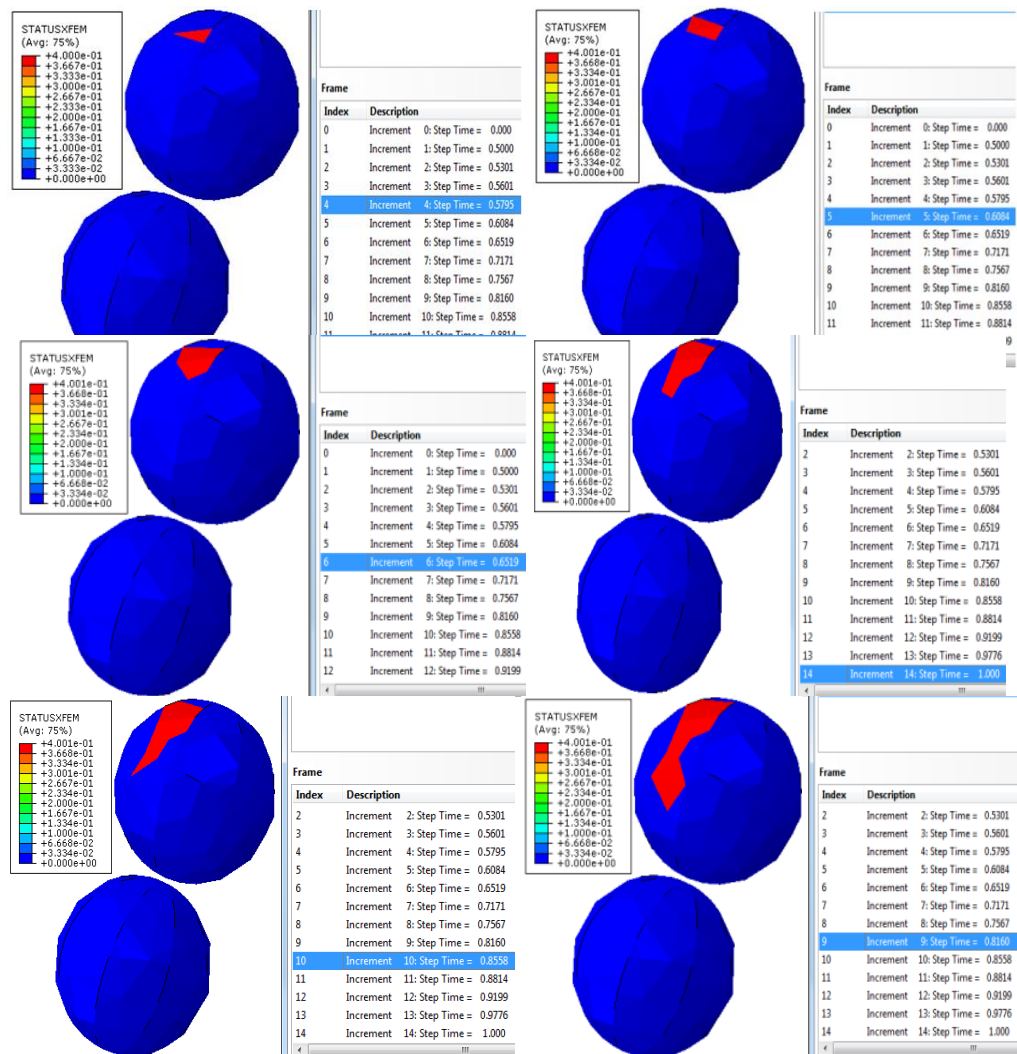 STATUSXFEM
(Avg: 75%)
+4.000e-01
+3.667e-01
+3.333e-01
+3.000e-01
+2.667e-01
+2.333e-01
+2.000e-01
+1.667e-01
+1.333e-01
+1.000e-01
+6.667e-02
+3.333e-02
+0.000e+00
Frame
Index Description
0 Increment 0: Step Time = 0.000
1 Increment 1: Step Time = 0.5000
2 Increment 2: Step Time = 0.5301
3 Increment 3: Step Time = 0.5601
4 Increment 4: Step Time = 0.5795
5 Increment 5: Step Time = 0.6084
6 Increment 6: Step Time = 0.6519
7 Increment 7: Step Time = 0.7171
8 Increment 8: Step Time = 0.7567
9 Increment 9: Step Time = 0.8160
10 Increment 10: Step Time = 0.8558
11 Increment 11: Step Time = 0.8814
STATUSXFEM
(Avg: 75%)
+4.001e-01
+3.668e-01
+3.334e-01
+3.001e-01
+2.667e-01
+2.334e-01
+2.000e-01
+1.667e-01
+1.334e-01
+1.000e-01
+6.668e-02
+3.334e-02
+0.000e+00
Frame
Index Description
0 Increment 0: Step Time = 0.000
1 Increment 1: Step Time = 0.5000
2 Increment 2: Step Time = 0.5301
3 Increment 3: Step Time = 0.5601
4 Increment 4: Step Time = 0.5795
5 Increment 5: Step Time = 0.6084
6 Increment 6: Step Time = 0.6519
7 Increment 7: Step Time = 0.7171
8 Increment 8: Step Time = 0.7567
9 Increment 9: Step Time = 0.8160
10 Increment 10: Step Time = 0.8558
11 Increment 11: Step Time = 0.8814
STATUSXFEM
(Avg: 75%)
+4.001e-01
+3.668e-01
+3.334e-01
+3.001e-01
+2.667e-01
+2.334e-01
+2.000e-01
+1.667e-01
+1.334e-01
+1.000e-01
+6.668e-02
+3.334e-02
+0.000e+00
Frame
Index Description
0 Increment 0: Step Time = 0.000
1 Increment 1: Step Time = 0.5000
2 Increment 2: Step Time = 0.5301
3 Increment 3: Step Time = 0.5601
4 Increment 4: Step Time = 0.5795
5 Increment 5: Step Time = 0.6084
6 Increment 6: Step Time = 0.6519
7 Increment 7: Step Time = 0.7171
8 Increment 8: Step Time = 0.7567
9 Increment 9: Step Time = 0.8160
10 Increment 10: Step Time = 0.8558
11 Increment 11: Step Time = 0.8814
12 Increment 12: Step Time = 0.9199
STATUSXFEM
(Avg: 75%)
+4.001e-01
+3.668e-01
+3.334e-01
+3.001e-01
+2.667e-01
+2.334e-01
+2.000e-01
+1.667e-01
+1.334e-01
+1.000e-01
+6.668e-02
+3.334e-02
+0.000e+00
Frame
Index Description
2 Increment 2: Step Time = 0.5301
3 Increment 3: Step Time = 0.5601
4 Increment 4: Step Time = 0.5795
5 Increment 5: Step Time = 0.6084
6 Increment 6: Step Time = 0.6519
7 Increment 7: Step Time = 0.7171
8 Increment 8: Step Time = 0.7567
9 Increment 9: Step Time = 0.8160
10 Increment 10: Step Time = 0.8558
11 Increment 11: Step Time = 0.8814
12 Increment 12: Step Time = 0.9199
13 Increment 13: Step Time = 0.9776
14 Increment 14: Step Time = 1.000
STATUSXFEM
(Avg: 75%)
+4.001e-01
+3.668e-01
+3.334e-01
+3.001e-01
+2.667e-01
+2.334e-01
+2.000e-01
+1.667e-01
+1.334e-01
+1.000e-01
+6.668e-02
+3.334e-02
+0.000e+00
Frame
Index Description
2 Increment 2: Step Time = 0.5301
3 Increment 3: Step Time = 0.5601
4 Increment 4: Step Time = 0.5795
5 Increment 5: Step Time = 0.6084
6 Increment 6: Step Time = 0.6519
7 Increment 7: Step Time = 0.7171
8 Increment 8: Step Time = 0.7567
9 Increment 9: Step Time = 0.8160
10 Increment 10: Step Time = 0.8558
11 Increment 11: Step Time = 0.8814
12 Increment 12: Step Time = 0.9199
13 Increment 13: Step Time = 0.9776
14 Increment 14: Step Time = 1.000
STATUSXFEM
(Avg: 75%)
+4.001e-01
+3.668e-01
+3.334e-01
+3.001e-01
+2.667e-01
+2.334e-01
+2.000e-01
+1.667e-01
+1.334e-01
+1.000e-01
+6.668e-02
+3.334e-02
+0.000e+00
Frame
Index Description
2 Increment 2: Step Time = 0.5301
3 Increment 3: Step Time = 0.5601
4 Increment 4: Step Time = 0.5795
5 Increment 5: Step Time = 0.6084
6 Increment 6: Step Time = 0.6519
7 Increment 7: Step Time = 0.7171
8 Increment 8: Step Time = 0.7567
9 Increment 9: Step Time = 0.8160
10 Increment 10: Step Time = 0.8558
11 Increment 11: Step Time = 0.8814
12 Increment 12: Step Time = 0.9199
13 Increment 13: Step Time = 0.9776
14 Increment 14: Step Time = 1.000